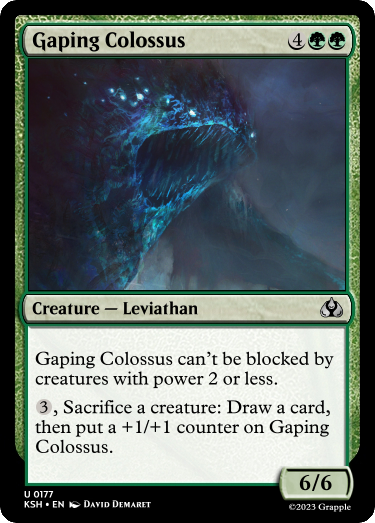 Gaping Colossus 4
Creature — Leviathan
Gaping Colossus can't be blocked by
creatures with power 2 or less.
3, Sacrifice a creature: Draw a card,
then put a +1/+1 counter on Gaping
Colossus.
6/6
U 0177
KSH • EN DAVID DEMARET
©2023 Grapple